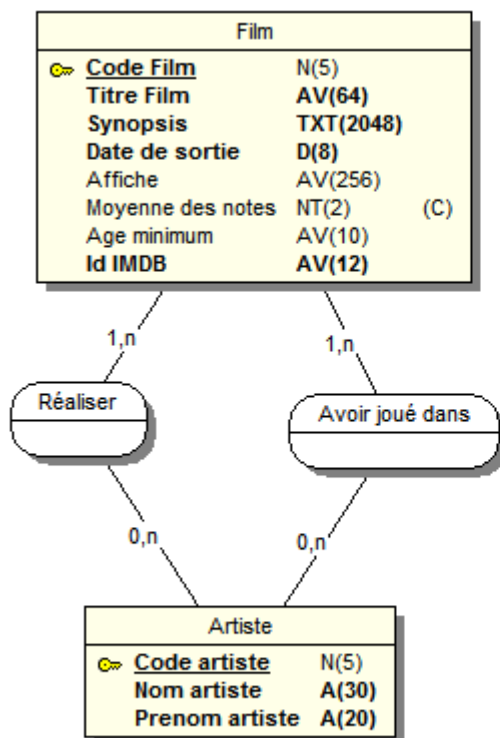 Film
Code Film N(5)
Titre Film AV(64)
Synopsis TXT(2048)
Date de sortie D(8)
Affiche AV(256)
Moyenne des notes NT(2) (C)
Age minimum AV(10)
Id IMDB AV(12)
1,n 1,n
Réaliser Avoir joué dans
0,n 0,n
Artiste
Code artiste N(5)
Nom artiste A(30)
Prenom artiste A(20)